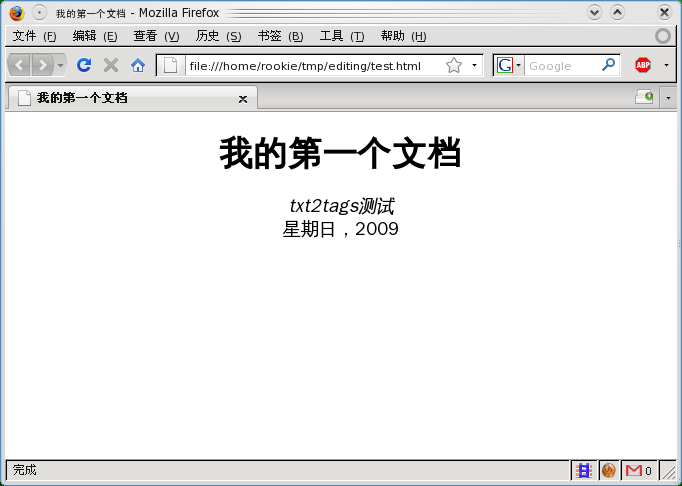 我的第一个文档 - Mozilla Firefox
文件 (F) 编辑 (E) 查看 (V) 历史 (S) 书签 (B) 工具 (T) 帮助 (H)
file:///home/rookie/tmp/editing/test.html G Google ABP
我的第一个文档
我的第一个文档
txt2tags测试
星期日，2009
完成 0